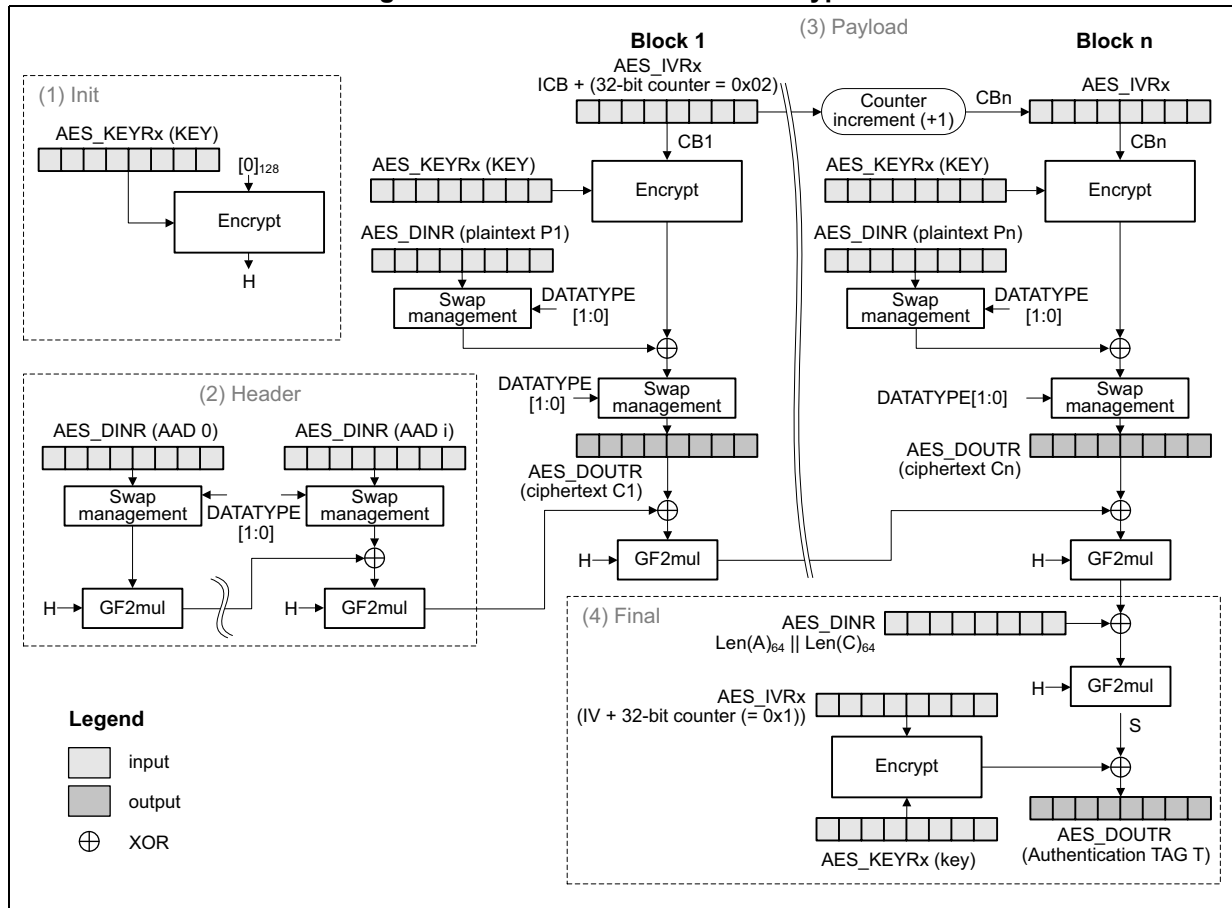 (3) Payload
Block 1
Block n
AES_IVRx
ICB + (32-bit counter = 0x02)
Counter
increment (+1)
CBn
AES_IVRx
CB1
CBn
(1) Init
AES_KEYRx (KEY)
[0]128
Encrypt
H
AES_KEYRx (KEY)
Encrypt
AES_KEYRx (KEY)
Encrypt
AES_DINR (plaintext P1)
Swap
management
DATATYPE
[1:0]
AES_DINR (plaintext Pn)
Swap
management
DATATYPE
[1:0]
DATATYPE
[1:0]
Swap
management
DATATYPE[1:0]
Swap
management
AES_DOUTR
(ciphertext C1)
AES_DOUTR
(ciphertext Cn)
(2) Header
AES_DINR (AAD 0)
AES_DINR (AAD i)
Swap
management
DATATYPE
[1:0]
Swap
management
H
GF2mul
H
GF2mul
H
GF2mul
H
GF2mul
(4) Final
AES_DINR
Len(A)64 || Len(C)64
H
GF2mul
S
AES_IVRx
(IV + 32-bit counter (= 0x1))
Encrypt
AES_KEYRx (key)
AES_DOUTR
(Authentication TAG T)
Legend
input
output
XOR